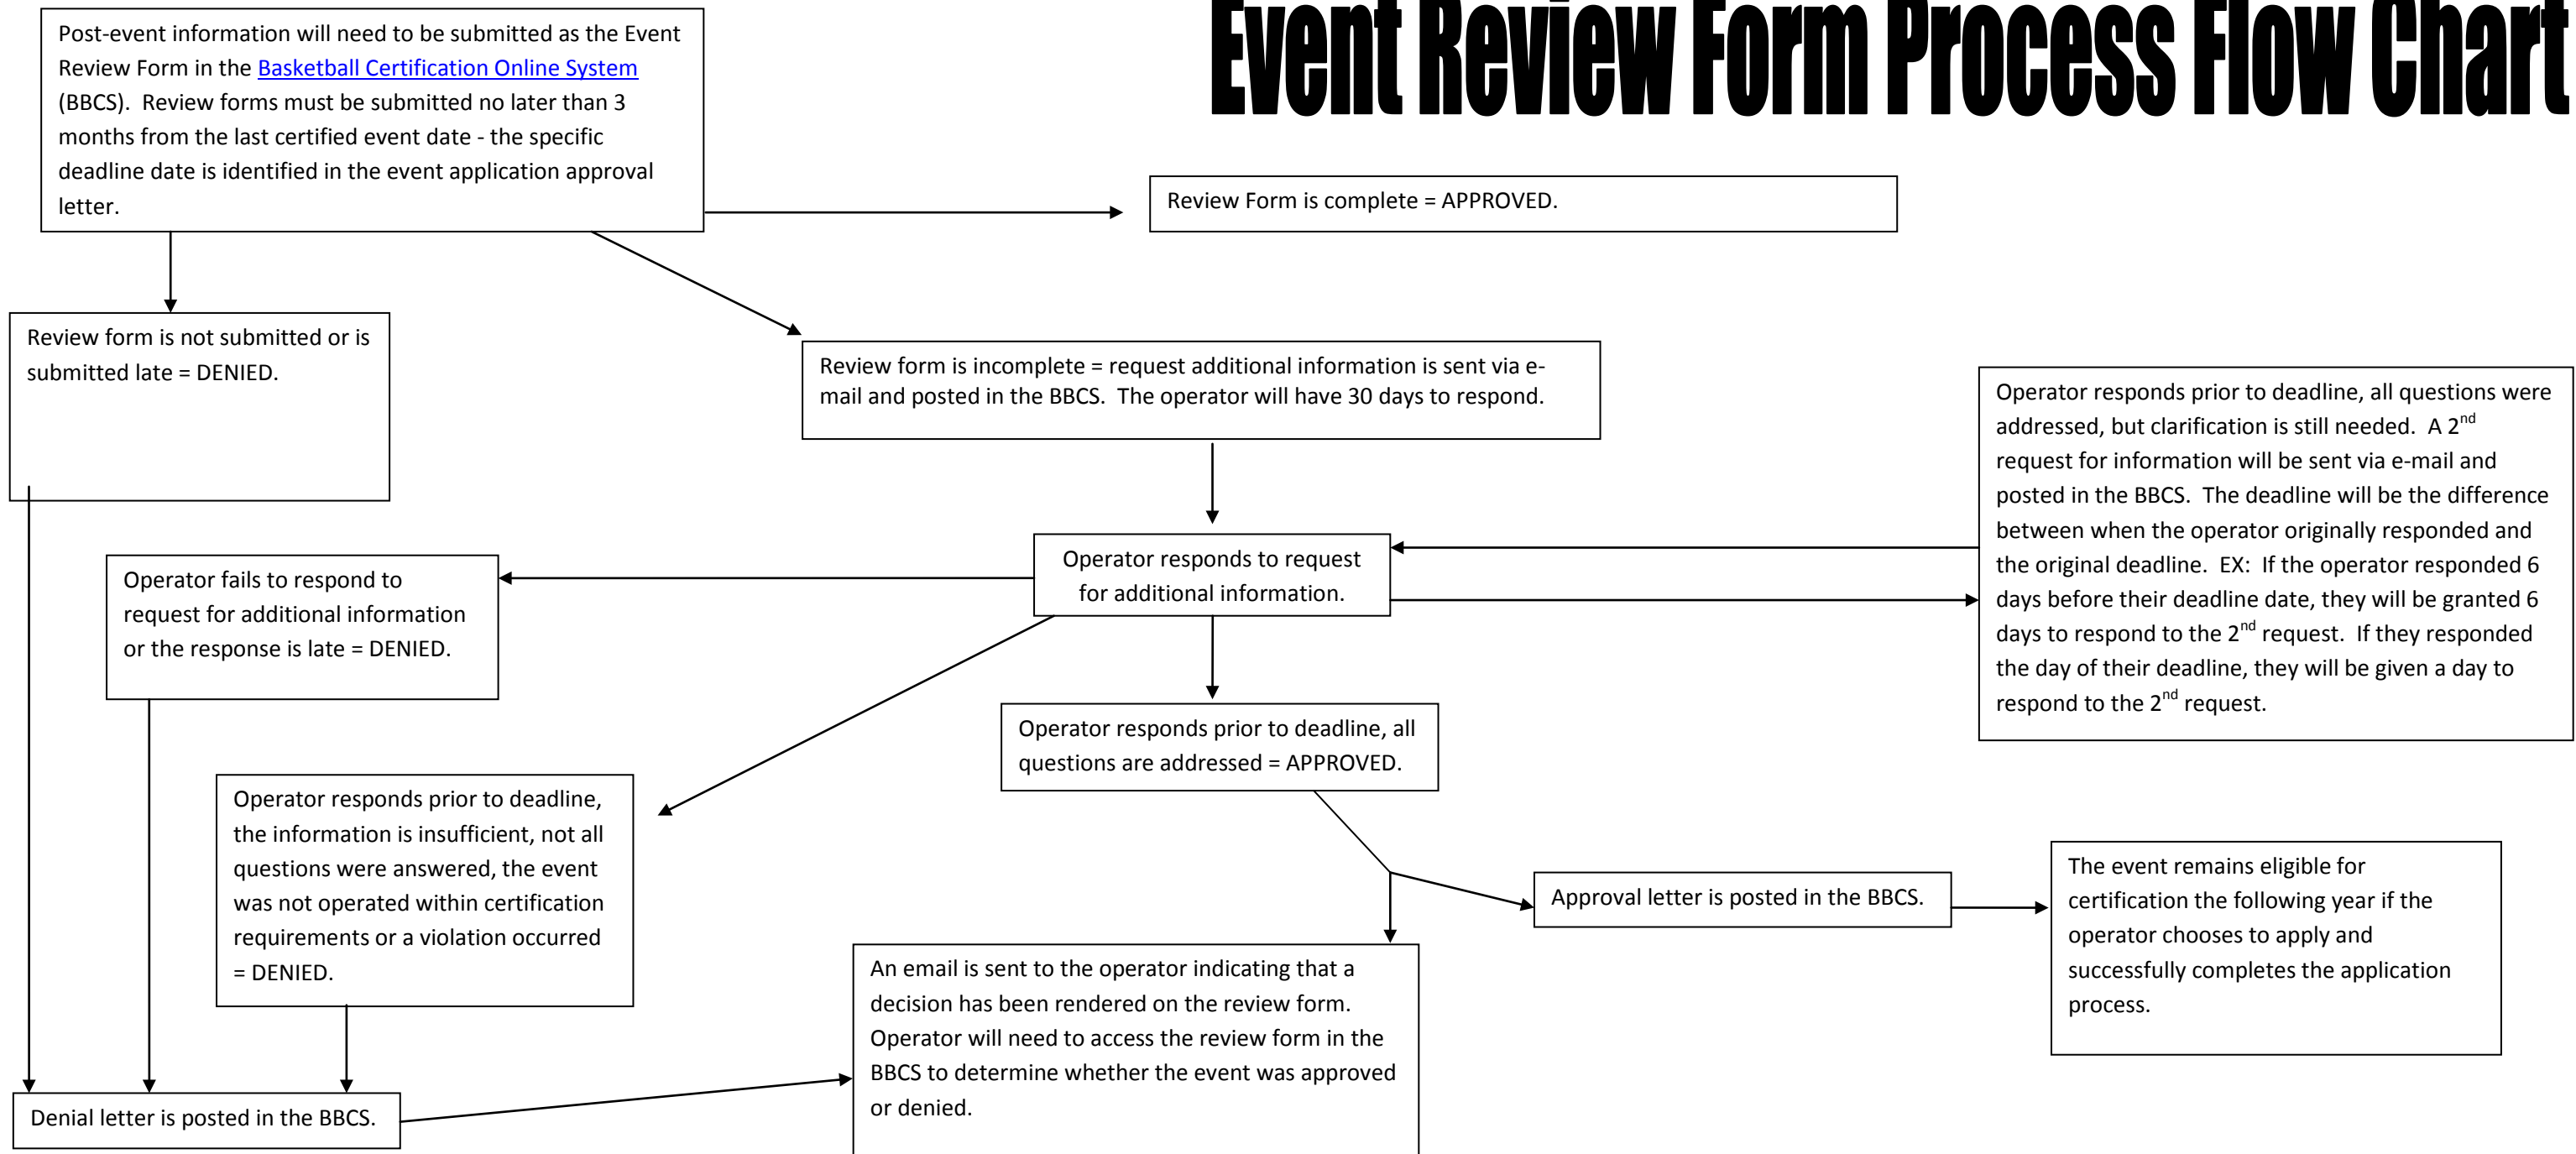 Event Review Form Process Flow Chart
Post-event information will need to be submitted as the Event
Review Form in the Basketball Certification Online System
(BBCS).  Review forms must be submitted no later than 3
months from the last certified event date - the specific
deadline date is identified in the event application approval
letter.
Review Form is complete = APPROVED.
Review form is not submitted or is
submitted late = DENIED.
Review form is incomplete = request additional information is sent via e-
mail and posted in the BBCS.  The operator will have 30 days to respond.
Operator responds prior to deadline, all questions were
addressed, but clarification is still needed.  A 2nd
request for information will be sent via e-mail and
posted in the BBCS.  The deadline will be the difference
between when the operator originally responded and
the original deadline.  EX:  If the operator responded 6
days before their deadline date, they will be granted 6
days to respond to the 2nd request.  If they responded
the day of their deadline, they will be given a day to
respond to the 2nd request.
Operator responds to request
for additional information.
Operator fails to respond to
request for additional information
or the response is late = DENIED.
Operator responds prior to deadline, all
questions are addressed = APPROVED.
Operator responds prior to deadline,
the information is insufficient, not all
questions were answered, the event
was not operated within certification
requirements or a violation occurred
= DENIED.
Approval letter is posted in the BBCS.
The event remains eligible for
certification the following year if the
operator chooses to apply and
successfully completes the application
process.
An email is sent to the operator indicating that a
decision has been rendered on the review form.
Operator will need to access the review form in the
BBCS to determine whether the event was approved
or denied.
Denial letter is posted in the BBCS.